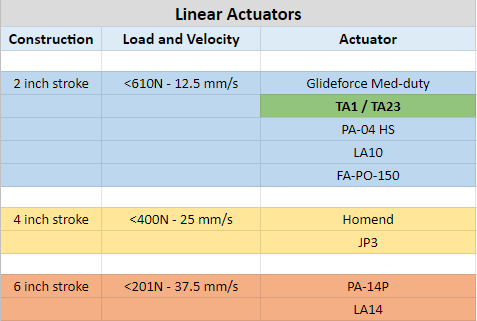 Linear Actuators
Construction Load and Velocity Actuator
2 inch stroke <610N - 12.5 mm/s Glideforce Med-duty
TA1 / TA23
PA-04 HS
LA10
FA-PO-150
4 inch stroke <400N - 25 mm/s Homend
JP3
6 inch stroke <201N - 37.5 mm/s PA-14P
LA14